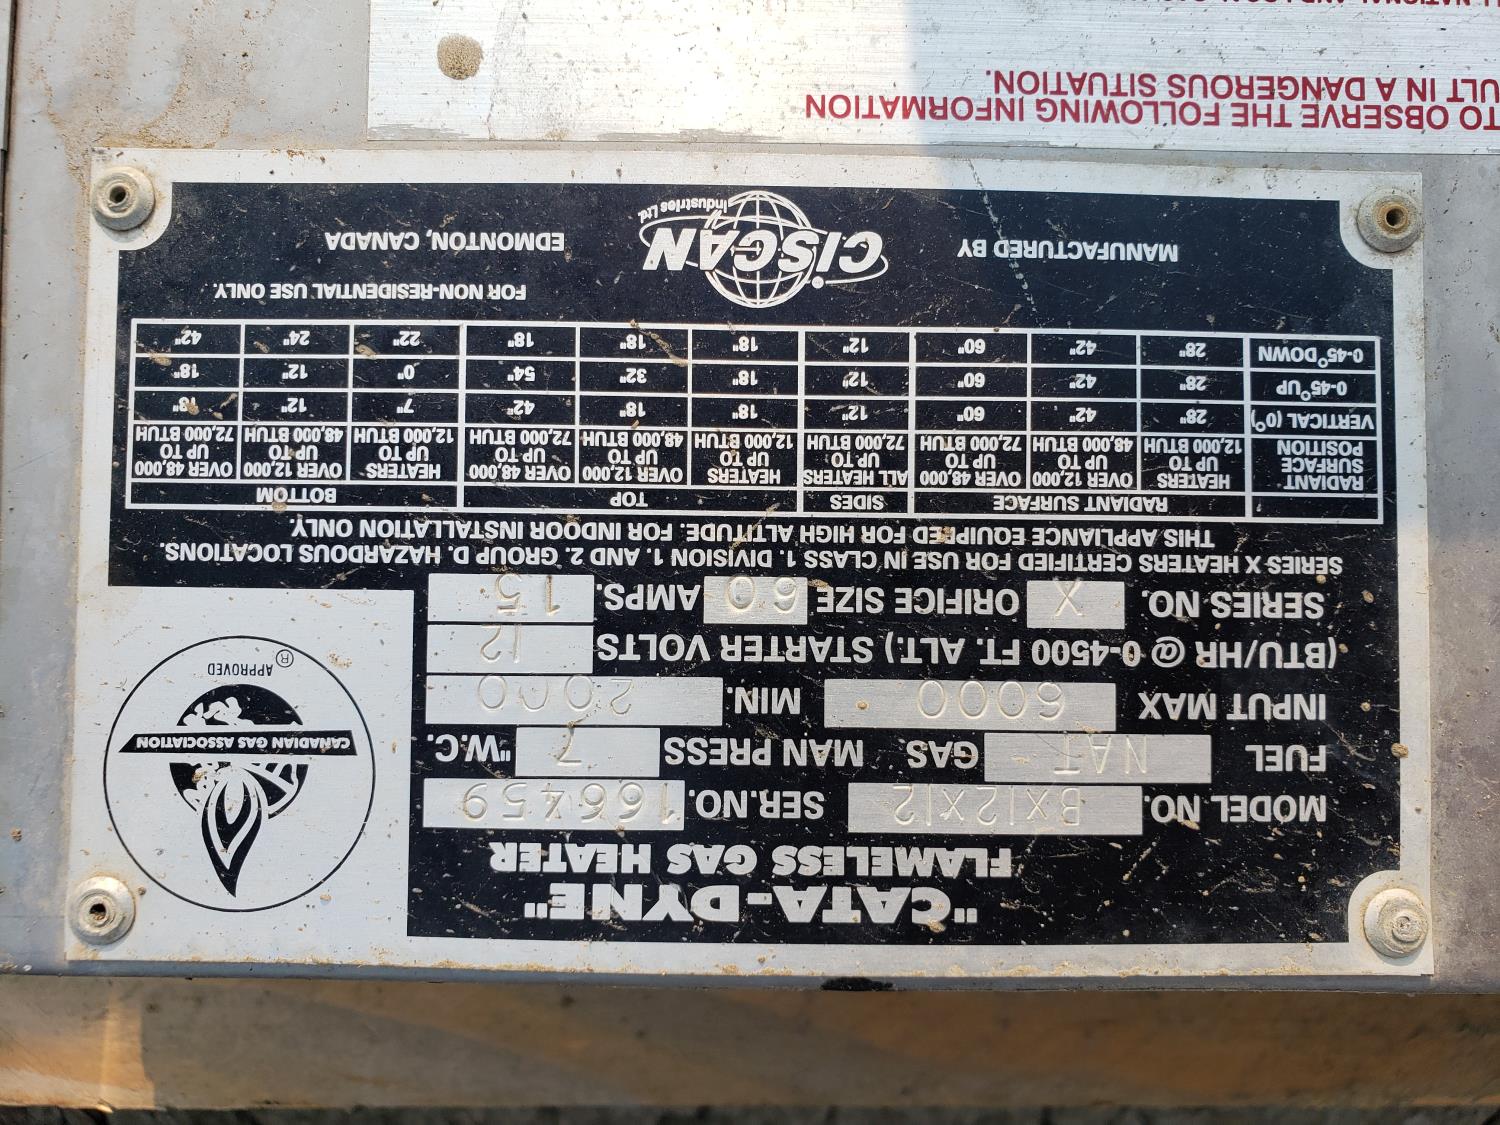 "CATA-DYNE"
FLAMELESS GAS HEATER
MODEL NO. BX12X12 SER.NO. 166459
FUEL NAT GAS MAN PRESS 7 "W.C.
INPUT MAX 6000 MIN. 2000
(BTU/HR @ 0-4500 FT. ALT.) STARTER VOLTS 12
SERIES NO. X ORIFICE SIZE 60 AMPS. 15
CANADIAN GAS ASSOCIATION
APPROVED
®
SERIES X HEATERS CERTIFIED FOR USE IN CLASS 1. DIVISION 1. AND 2. GROUP D. HAZARDOUS LOCATIONS.
THIS APPLIANCE EQUIPPED FOR HIGH ALTITUDE. FOR INDOOR INSTALLATION ONLY.
RADIANT SURFACE SIDES TOP BOTTOM
RADIANT HEATERS OVER 12,000 OVER 48,000 ALL HEATERS HEATERS OVER 12,000 OVER 48,000 HEATERS OVER 12,000 OVER 48,000
SURFACE UP TO UP TO UP TO UP TO UP TO UP TO UP TO UP TO UP TO UP TO
POSITION 12,000 BTUH 48,000 BTUH 72,000 BTUH 72,000 BTUH 12,000 BTUH 48,000 BTUH 72,000 BTUH 12,000 BTUH 48,000 BTUH 72,000 BTUH
VERTICAL (0°) 28" 42" 60" 12" 18" 18" 42" 7" 12" 18"
0-45° UP 28" 42" 60" 12" 18" 32" 54" 0" 12" 18"
0-45° DOWN 28" 42" 60" 12" 18" 18" 18" 22" 24" 42"
FOR NON-RESIDENTIAL USE ONLY.
MANUFACTURED BY CISCAN Industries Ltd. EDMONTON, CANADA
TO OBSERVE THE FOLLOWING INFORMATION
ULT IN A DANGEROUS SITUATION.